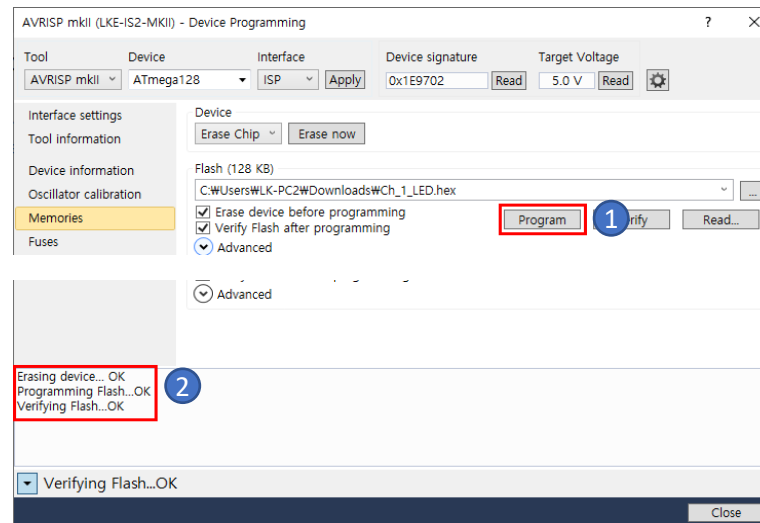 AVRISP mkII (LKE-IS2-MKII) - Device Programming ? ×
Tool Device Interface Device signature Target Voltage
AVRISP mkII ATmega128 ISP Apply 0x1E9702 Read 5.0 V Read
Interface settings
Tool information
Device information
Oscillator calibration
Memories
Fuses
Device
Erase Chip Erase now
Flash (128 KB)
C:₩Users₩LK-PC2₩Downloads₩Ch_1_LED.hex ...
Erase device before programming
Verify Flash after programming
Program 1 rify Read...
Advanced
Advanced
Erasing device... OK
Programming Flash...OK
Verifying Flash...OK
2
Verifying Flash...OK
Close